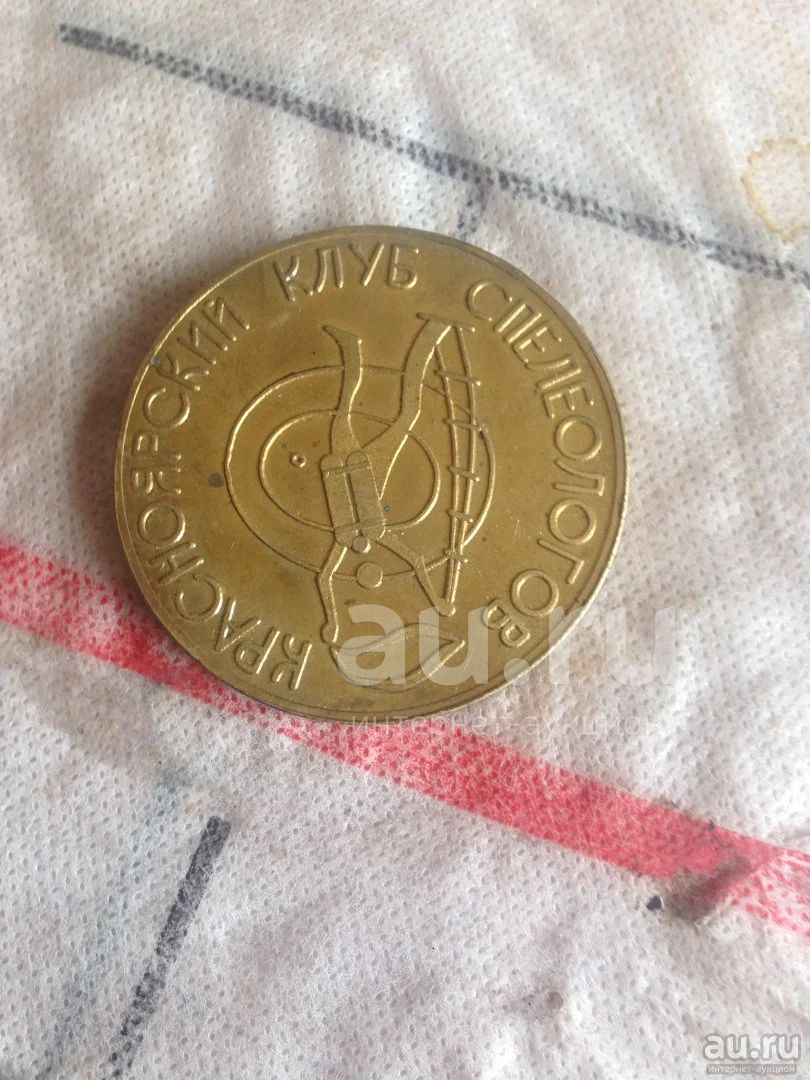 КРАСНОЯРСКИЙ КЛУБ СПЕЛЕОЛОГОВ
au.ru
интернет-аукцион
au.ru
интернет-аукцион